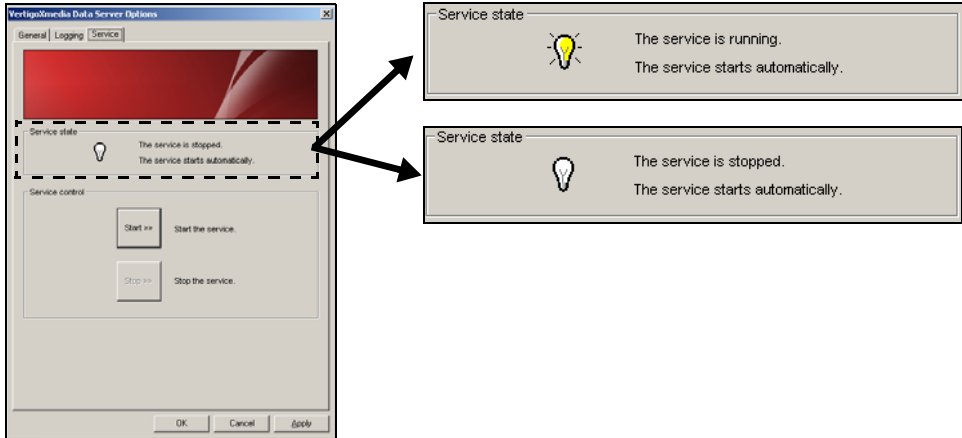 VertigoXmedia Data Server Options
General Logging Service
Service state
The service is stopped.
The service starts automatically.
Service control
Start >> Start the service.
Stop >> Stop the service.
OK Cancel Apply
Service state
The service is running.
The service starts automatically.
Service state
The service is stopped.
The service starts automatically.